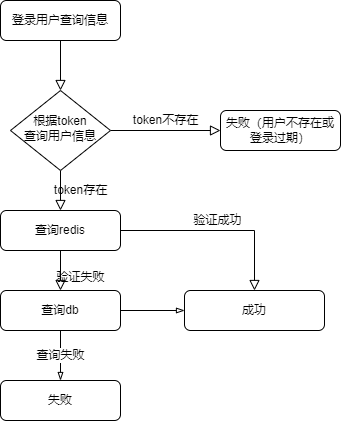 登录用户查询信息
根据token
查询用户信息
token不存在
失败（用户不存在或
登录过期）
token存在
查询redis
验证成功
验证失败
查询db
成功
查询失败
失败